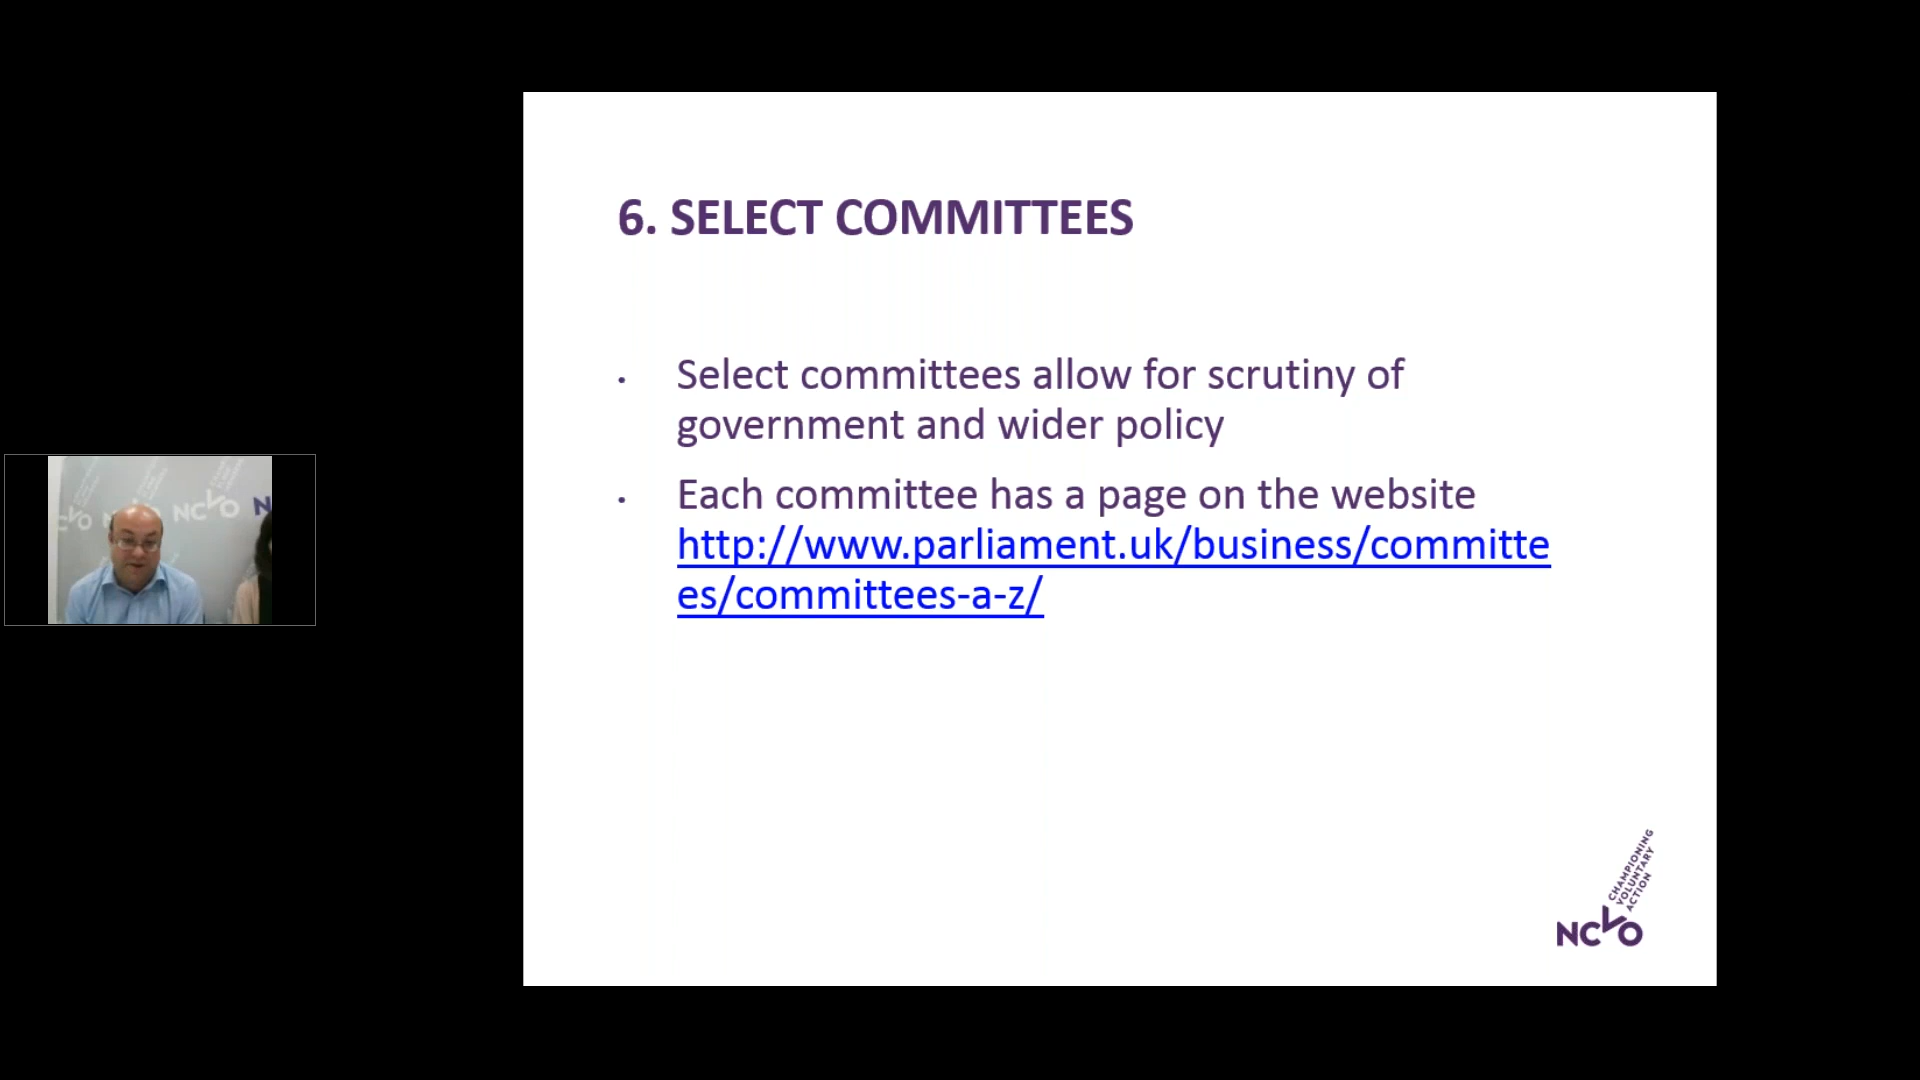 6. SELECT COMMITTEES
• Select committees allow for scrutiny of
government and wider policy
• Each committee has a page on the website
http://www.parliament.uk/business/committe
es/committees-a-z/
CHAMPIONING
VOLUNTARY
ACTION
NCVO
NCVO